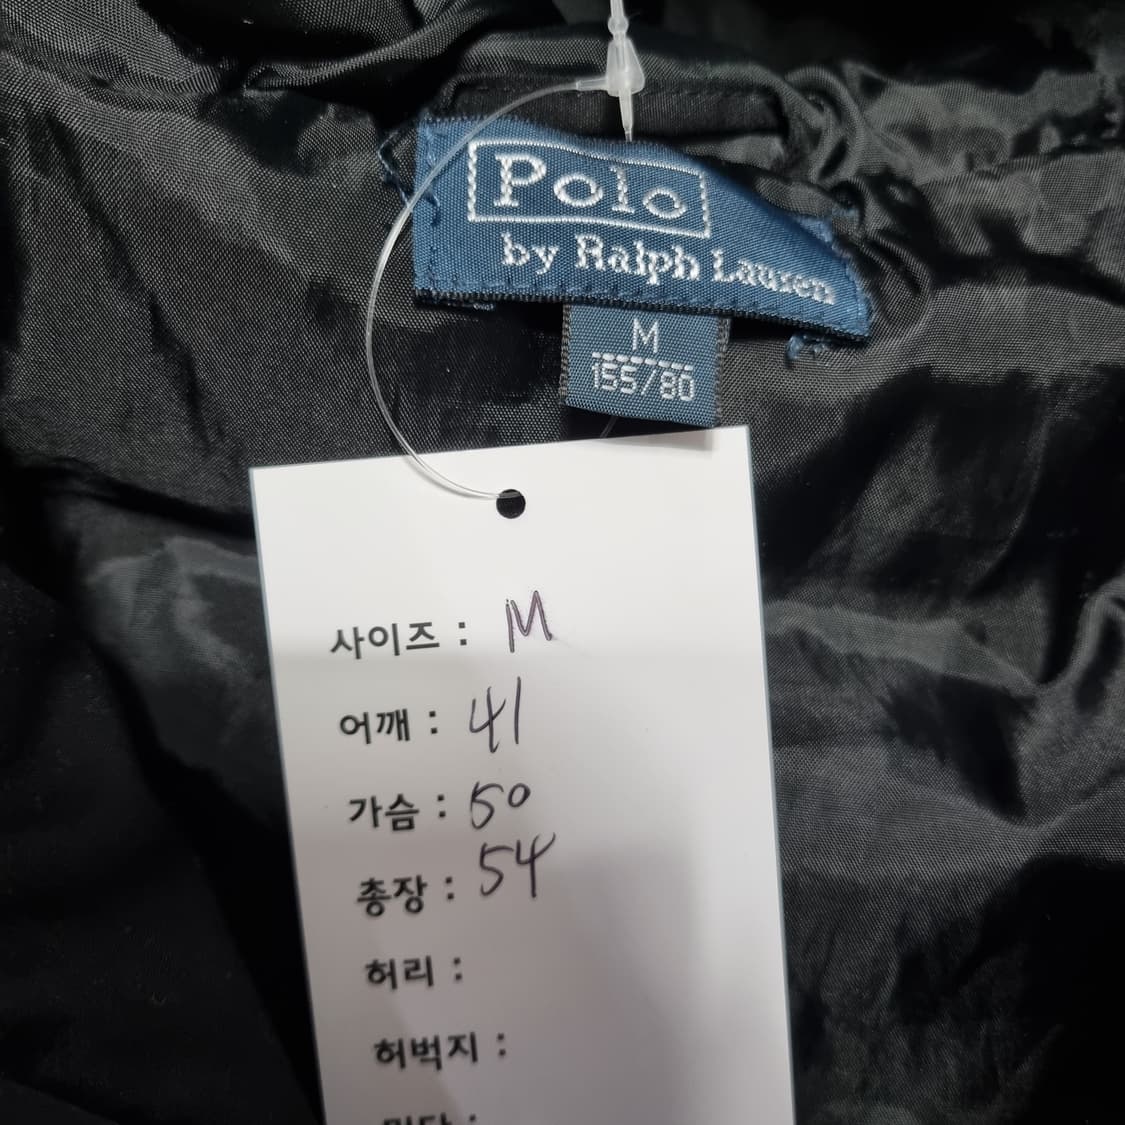 Polo
by Ralph Lauren
M
155/80
사이즈 : M
어깨 : 41
가슴 : 50
총장 : 54
허리 :
허벅지 :